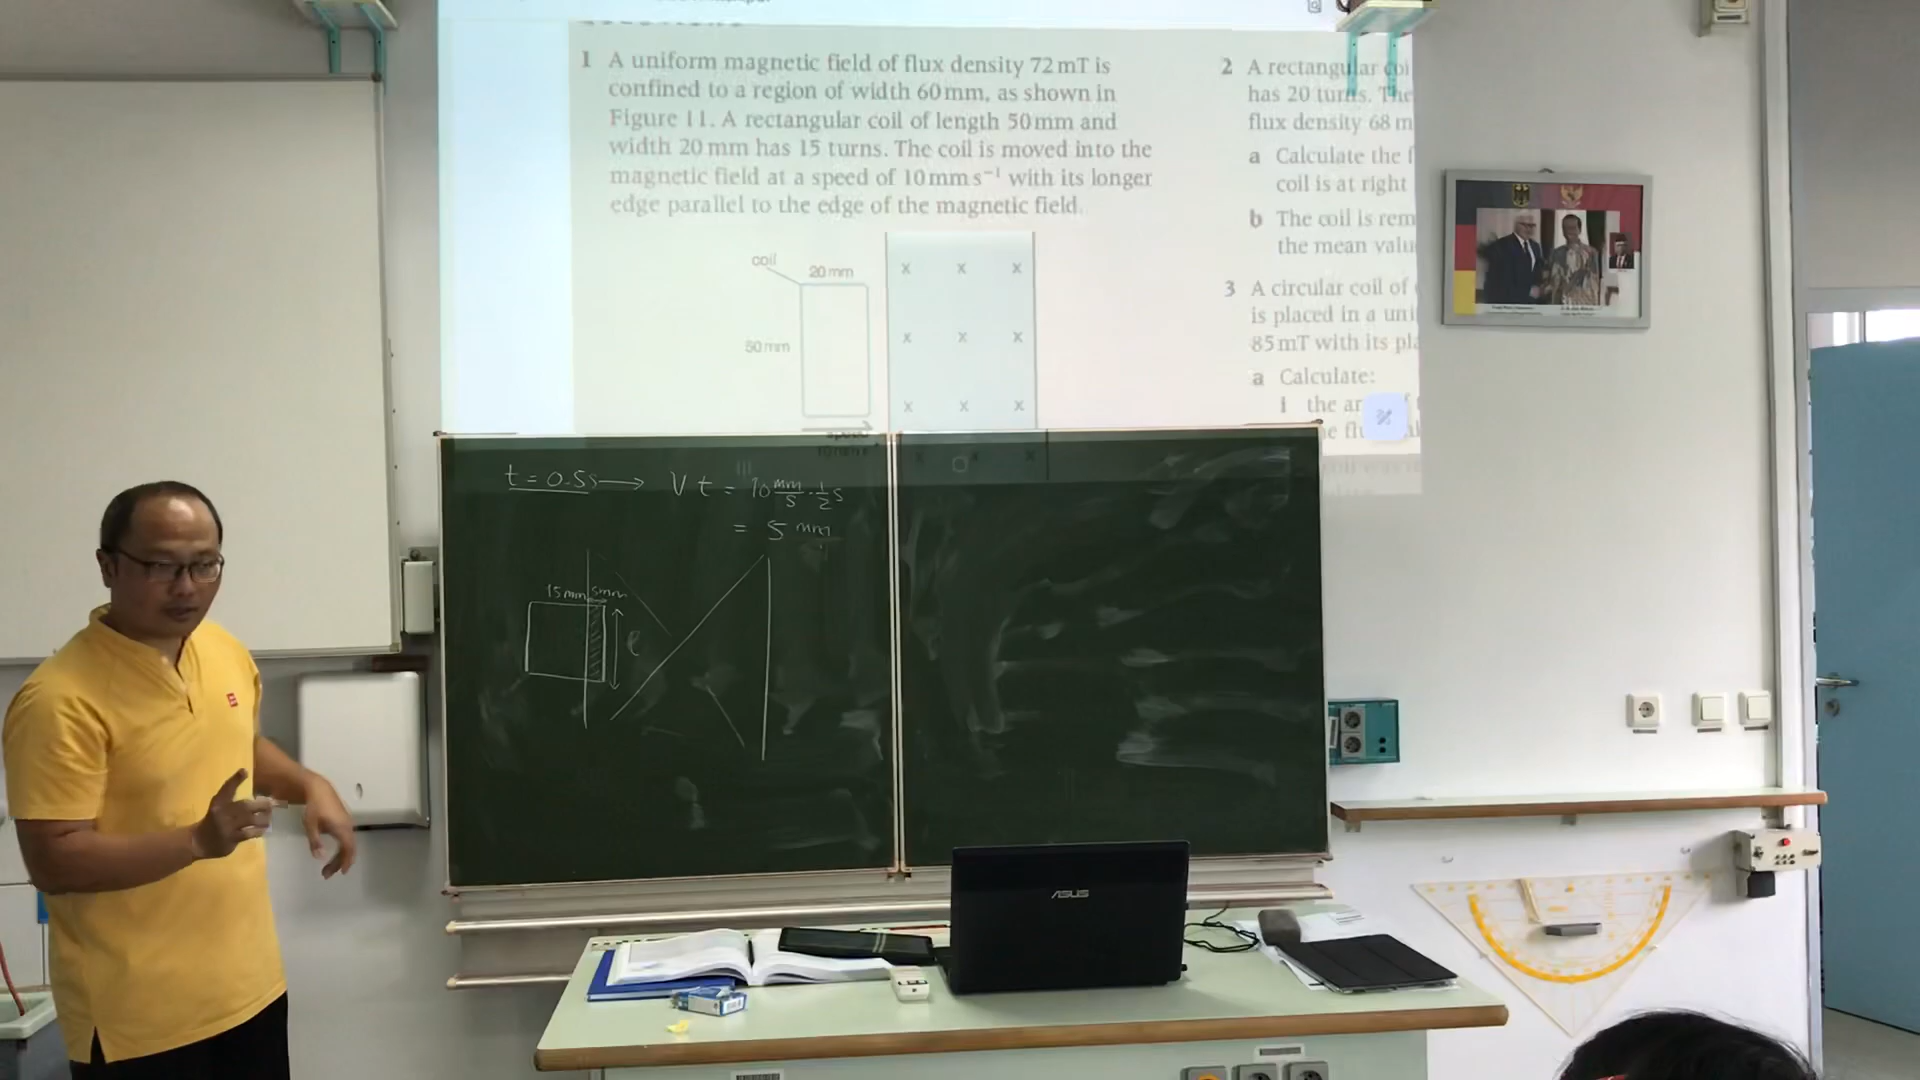 1 A uniform magnetic field of flux density 72 mT is
confined to a region of width 60 mm, as shown in
Figure 11. A rectangular coil of length 50 mm and
width 20 mm has 15 turns. The coil is moved into the
magnetic field at a speed of 10 mm s⁻¹ with its longer
edge parallel to the edge of the magnetic field.
coil
20 mm
50 mm
x x x
x x x
x x x
speed
x x x
2 A rectangular coi
has 20 turns. The
flux density 68 m
a Calculate the f
coil is at right
b The coil is rem
the mean valu
3 A circular coil of
is placed in a uni
85 mT with its pla
a Calculate:
i the ar
t = 0.5s → V t = 10 mm/s · 1/2 s
= 5 mm
15 mm 5mm
ℓ
ASUS